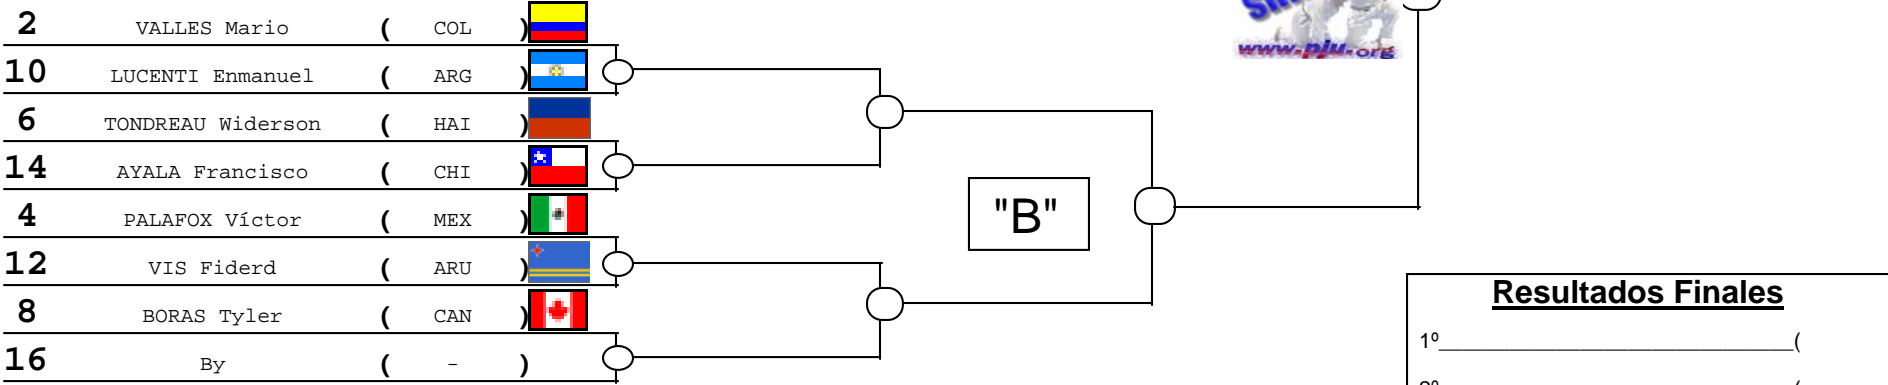 2 VALLES Mario ( COL )
10 LUCENTI Enmanuel ( ARG )
6 TONDREAU Widerson ( HAI )
14 AYALA Francisco ( CHI )
4 PALAFOX Víctor ( MEX )
12 VIS Fiderd ( ARU )
8 BORAS Tyler ( CAN )
16 By ( - )
"B"
www.pju.org
Resultados Finales
1º______________________________(